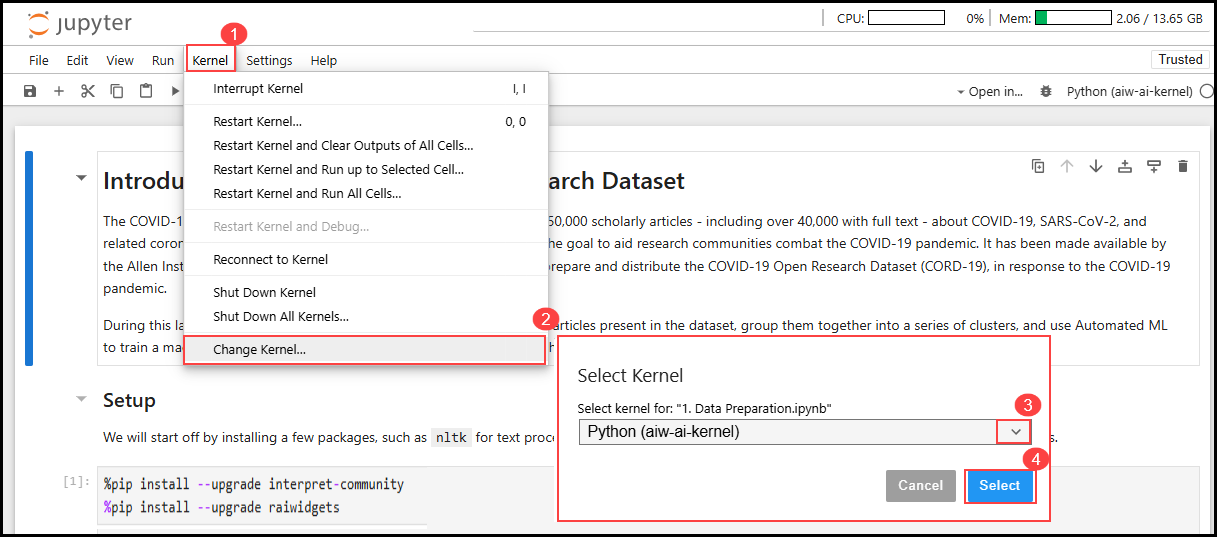 jupyter
CPU: 0% Mem: 2.06 / 13.65 GB
1
File Edit View Run Kernel Settings Help
Trusted
Open in... Python (aiw-ai-kernel)
Interrupt Kernel I, I
Restart Kernel... 0, 0
Restart Kernel and Clear Outputs of All Cells...
Restart Kernel and Run up to Selected Cell...
Restart Kernel and Run All Cells...
Restart Kernel and Debug...
Reconnect to Kernel
Shut Down Kernel
Shut Down All Kernels...
2
Change Kernel...
Introdu arch Dataset
The COVID-1 50,000 scholarly articles - including over 40,000 with full text - about COVID-19, SARS-CoV-2, and
related coron he goal to aid research communities combat the COVID-19 pandemic. It has been made available by
the Allen Inst repare and distribute the COVID-19 Open Research Dataset (CORD-19), in response to the COVID-19
pandemic.
During this la articles present in the dataset, group them together into a series of clusters, and use Automated ML
to train a ma
Setup
We will start off by installing a few packages, such as nltk for text proce s.
[1]:
%pip install --upgrade interpret-community
%pip install --upgrade raiwidgets
Select Kernel
Select kernel for: "1. Data Preparation.ipynb"
3
Python (aiw-ai-kernel)
4
Cancel Select